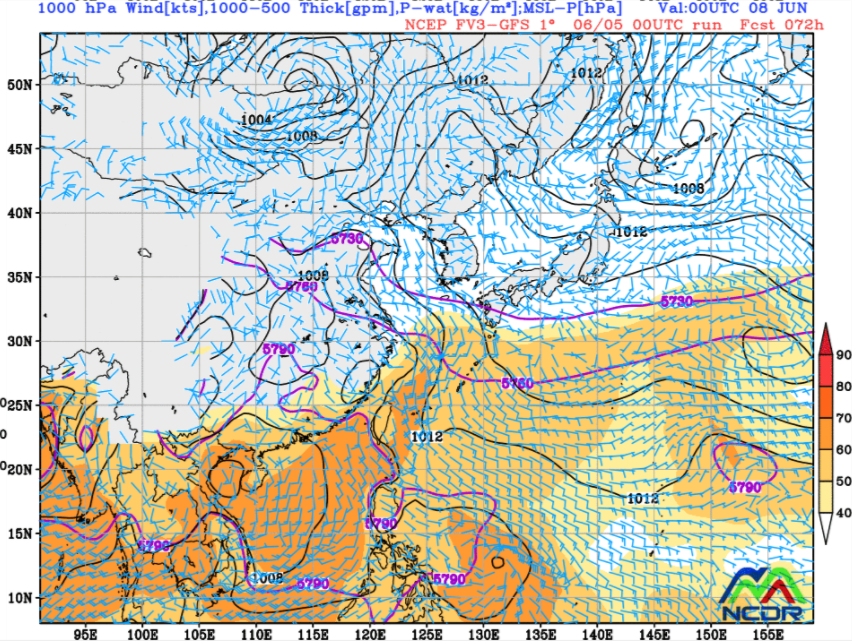 1000 hPa Wind[kts],1000-500 Thick[gpm],P-wat[kg/m²];MSL-P[hPa] Val:00UTC 08 JUN
NCEP FV3-GFS 1° 06/05 00UTC run Fcst 072h
50N
1012
1012
1004
1008
45N
1008
40N
5730
1012
35N
1008
5760
5730
30N
5790
90
5760
80
25N
70
1012
60
20N
5790
50
1012
40
15N
5790
5790
1008
5790
5790
10N
NCDR
95E 100E 105E 110E 115E 120E 125E 130E 135E 140E 145E 150E 155E